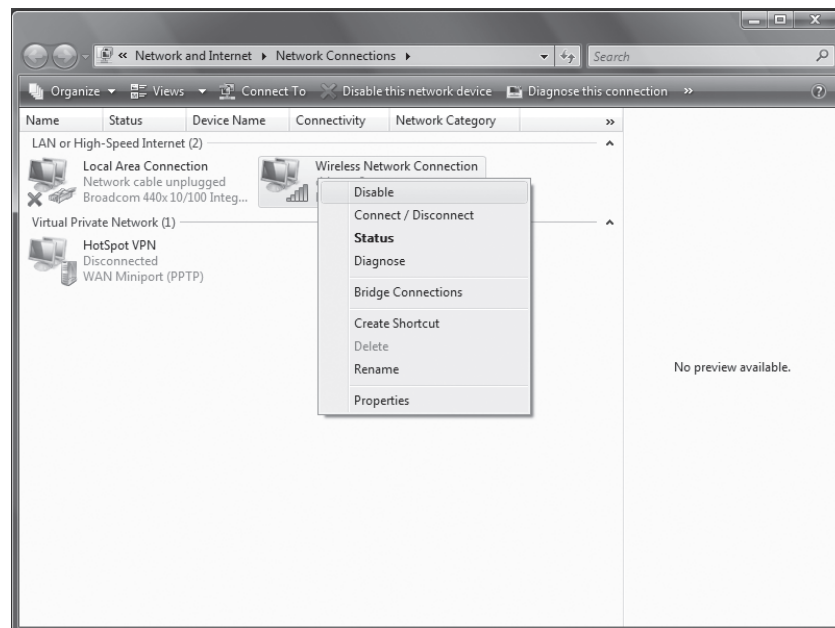 « Network and Internet ▸ Network Connections ▸ Search
Organize Views Connect To Disable this network device Diagnose this connection »
Name Status Device Name Connectivity Network Category »
LAN or High-Speed Internet (2)
Local Area Connection
Network cable unplugged
Broadcom 440x 10/100 Integ...
Wireless Network Connection
Disable
Connect / Disconnect
Status
Diagnose
Bridge Connections
Create Shortcut
Delete
Rename
Properties
Virtual Private Network (1)
HotSpot VPN
Disconnected
WAN Miniport (PPTP)
No preview available.